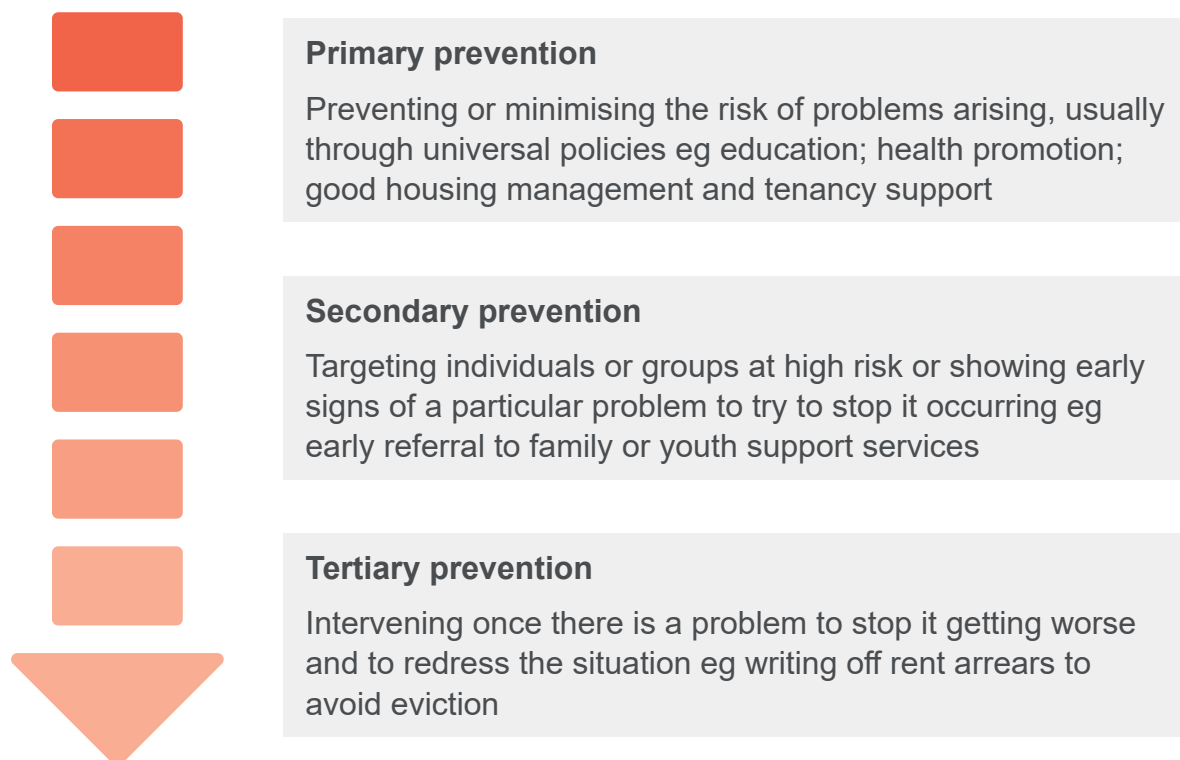 Primary prevention
Preventing or minimising the risk of problems arising, usually
through universal policies eg education; health promotion;
good housing management and tenancy support
Secondary prevention
Targeting individuals or groups at high risk or showing early
signs of a particular problem to try to stop it occurring eg
early referral to family or youth support services
Tertiary prevention
Intervening once there is a problem to stop it getting worse
and to redress the situation eg writing off rent arrears to
avoid eviction